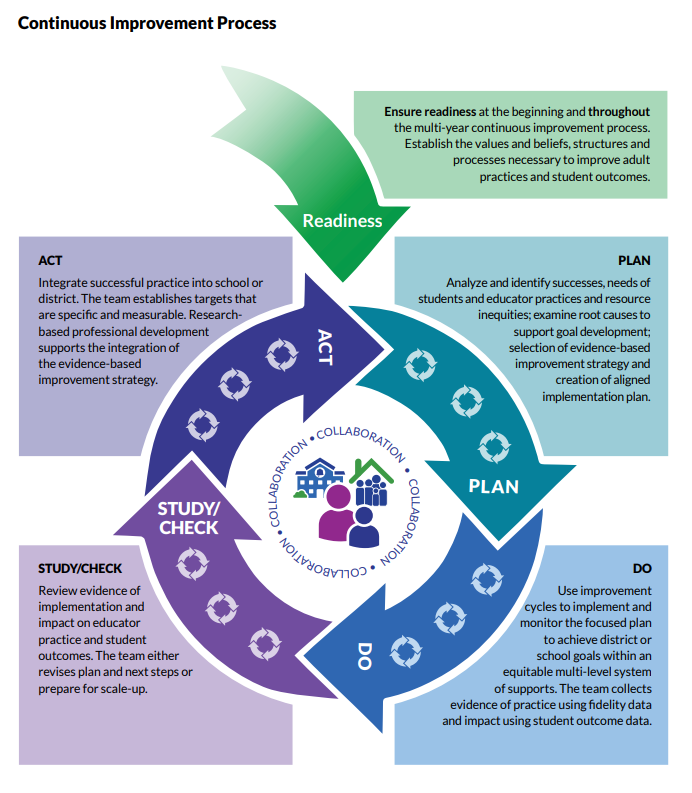 Continuous Improvement Process
Ensure readiness at the beginning and throughout
the multi-year continuous improvement process.
Establish the values and beliefs, structures and
processes necessary to improve adult
practices and student outcomes.
Readiness
ACT
Integrate successful practice into school or
district. The team establishes targets that
are specific and measurable. Research-
based professional development
supports the integration of
the evidence-based
improvement strategy.
PLAN
Analyze and identify successes, needs of
students and educator practices and resource
inequities; examine root causes to
support goal development;
selection of evidence-based
improvement strategy and
creation of aligned
implementation plan.
ACT
PLAN
STUDY/
CHECK
DO
COLLABORATION • COLLABORATION • COLLABORATION • COLLABORATION • COLLABORATION •
STUDY/CHECK
Review evidence of
implementation and
impact on educator
practice and student
outcomes. The team either
revises plan and next steps or
prepare for scale-up.
DO
Use improvement
cycles to implement and
monitor the focused plan
to achieve district or
school goals within an
equitable multi-level system
of supports. The team collects
evidence of practice using fidelity data
and impact using student outcome data.